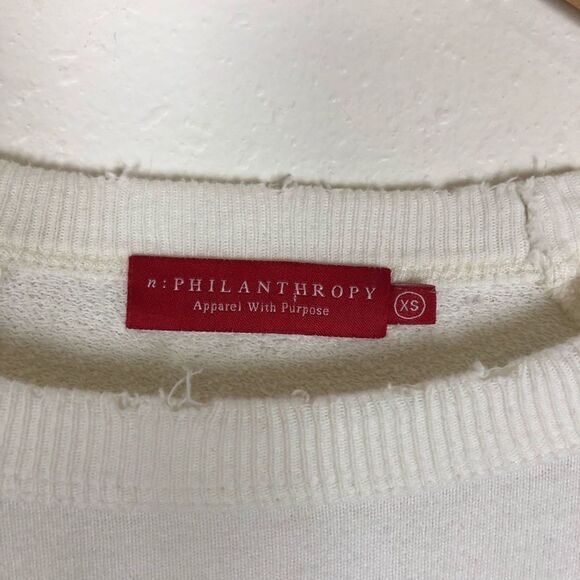 n : PHILANTHROPY
Apparel With Purpose
XS